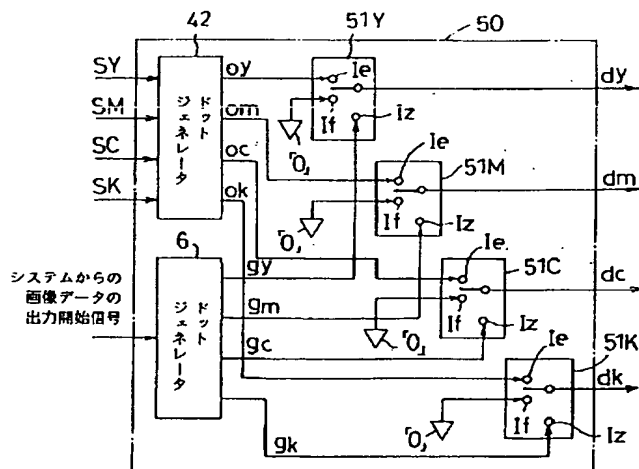 42
51Y
50
SY
SM
SC
SK
ドットジェネレータ
oy
om
oc
ok
Ie
If
Iz
「0」
dy
Ie
If
Iz
51M
「0」
dm
6
システムからの
画像データの
出力開始信号
ドットジェネレータ
gy
gm
gc
gk
Ie
If
Iz
51C
「0」
dc
Ie
If
Iz
51K
「0」
dk